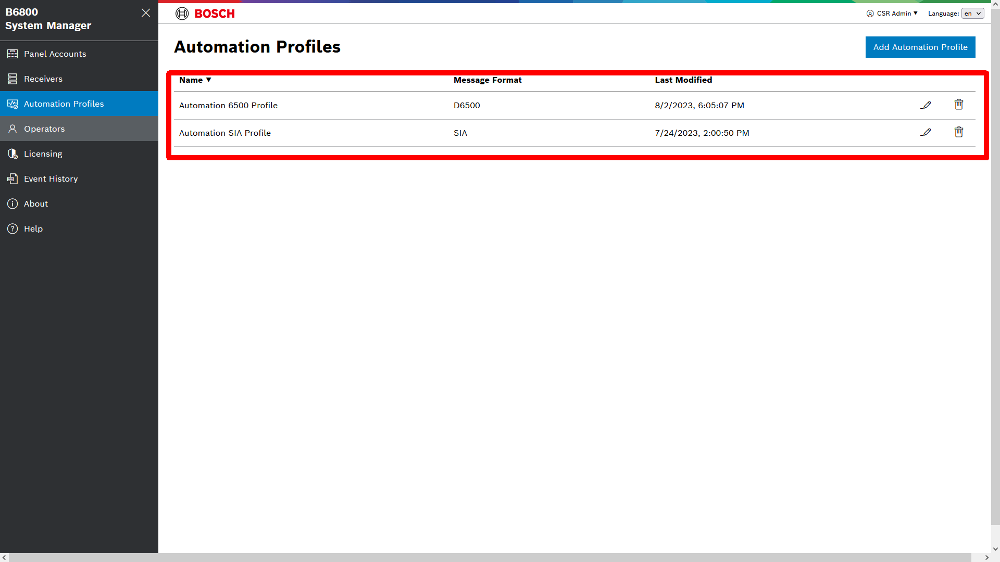 B6800
System Manager
Panel Accounts
Receivers
Automation Profiles
Operators
Licensing
Event History
About
Help
BOSCH
CSR Admin
Language: en
Automation Profiles
Add Automation Profile
Name Message Format Last Modified
Automation 6500 Profile D6500 8/2/2023, 6:05:07 PM
Automation SIA Profile SIA 7/24/2023, 2:00:50 PM